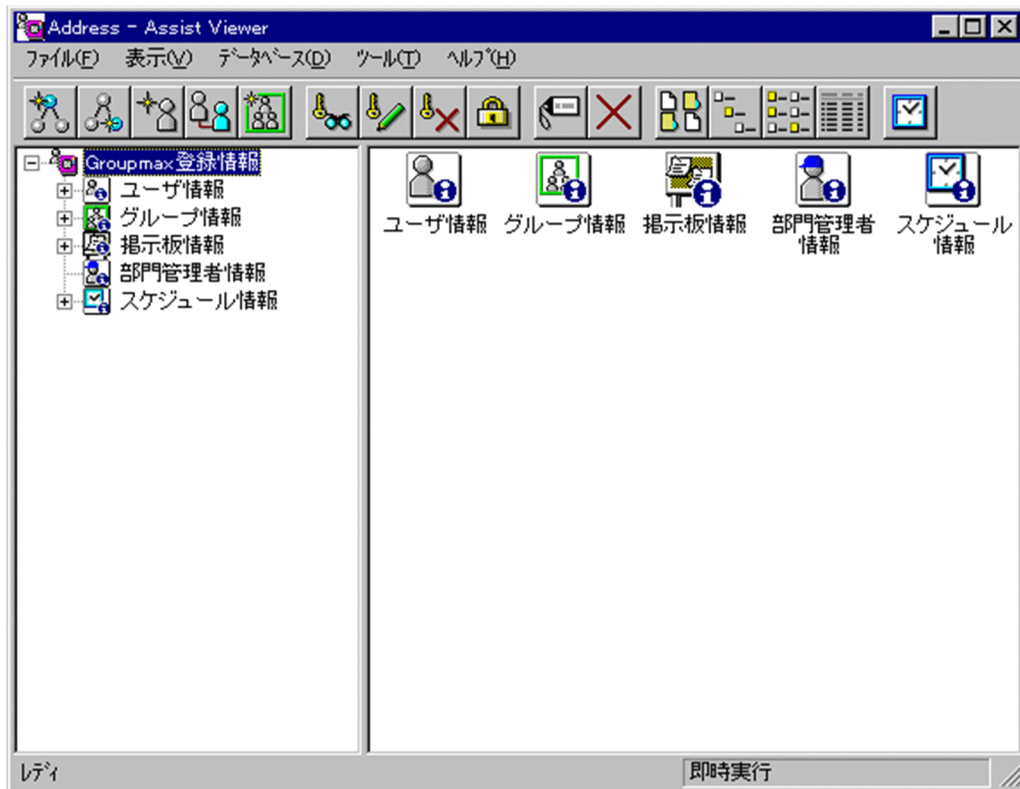 Address - Assist Viewer
ファイル(F) 表示(V) データベース(D) ツール(T) ヘルプ(H)
Groupmax登録情報
ユーザ情報
グループ情報
掲示板情報
部門管理者情報
スケジュール情報
ユーザ情報
グループ情報
掲示板情報
部門管理者
情報
スケジュール
情報
レディ
即時実行